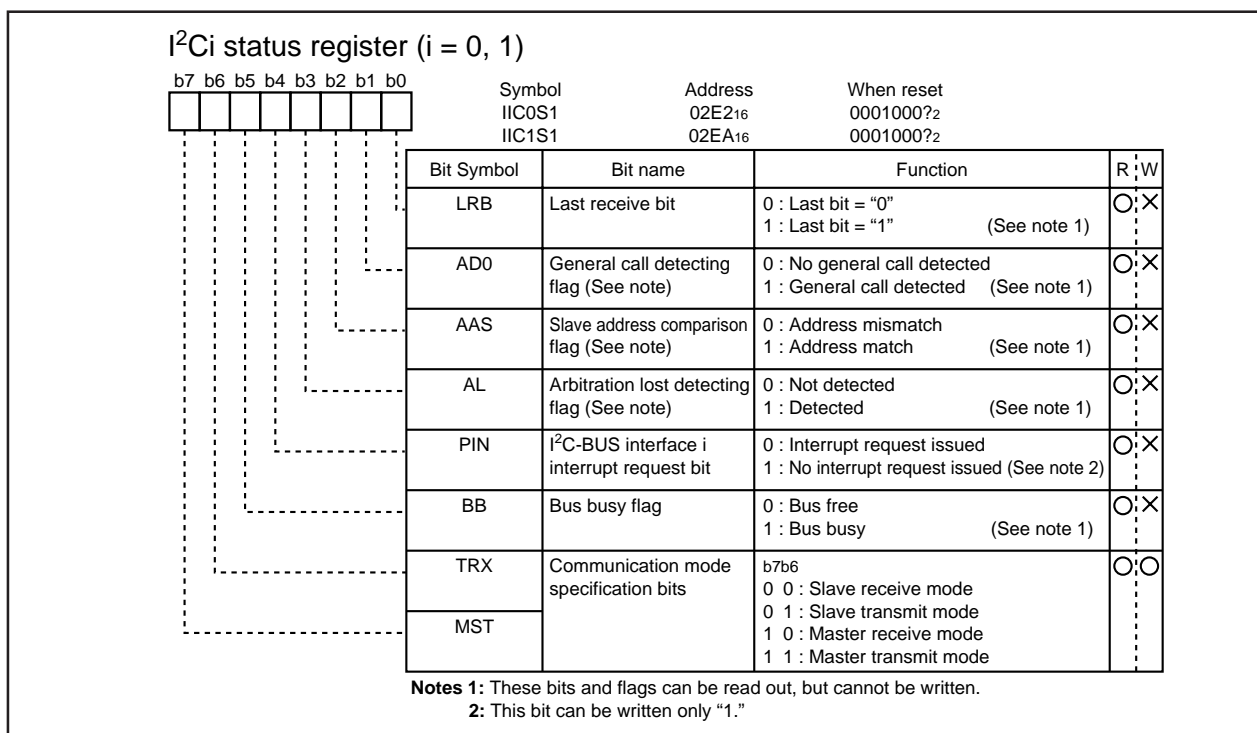 I²Ci status register (i = 0, 1)
b7 b6 b5 b4 b3 b2 b1 b0
Symbol Address When reset
IIC0S1 02E2₁₆ 0001000?₂
IIC1S1 02EA₁₆ 0001000?₂
Bit Symbol Bit name Function R W
LRB Last receive bit 0 : Last bit = “0” ○ ×
1 : Last bit = “1” (See note 1)
AD0 General call detecting 0 : No general call detected ○ ×
flag (See note) 1 : General call detected (See note 1)
AAS Slave address comparison 0 : Address mismatch ○ ×
flag (See note) 1 : Address match (See note 1)
AL Arbitration lost detecting 0 : Not detected ○ ×
flag (See note) 1 : Detected (See note 1)
PIN I²C-BUS interface i 0 : Interrupt request issued ○ ×
interrupt request bit 1 : No interrupt request issued (See note 2)
BB Bus busy flag 0 : Bus free ○ ×
1 : Bus busy (See note 1)
TRX Communication mode b7b6 ○ ○
specification bits 0 0 : Slave receive mode
0 1 : Slave transmit mode
MST 1 0 : Master receive mode
1 1 : Master transmit mode
Notes 1: These bits and flags can be read out, but cannot be written.
2: This bit can be written only “1.”